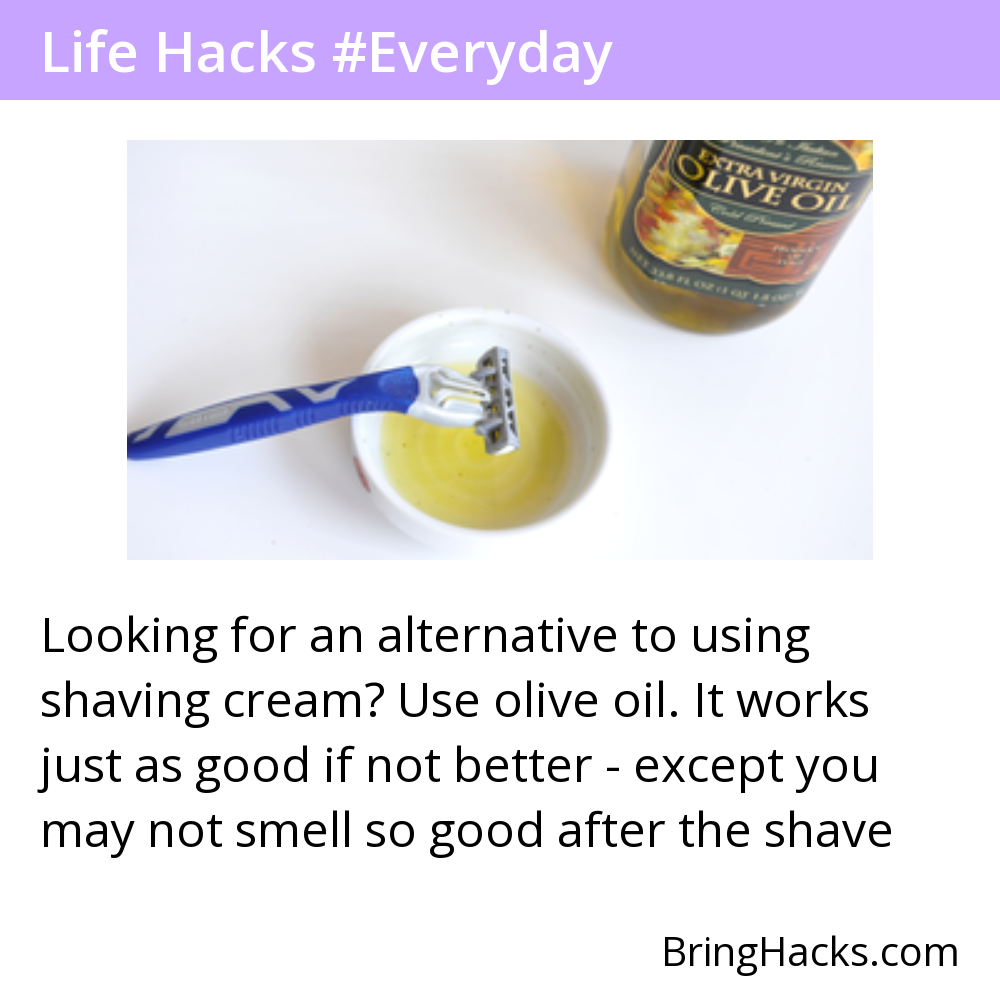 Life Hacks #Everyday
EXTRA VIRGIN
OLIVE OIL
Cold Pressed
Looking for an alternative to using
shaving cream? Use olive oil. It works
just as good if not better - except you
may not smell so good after the shave
BringHacks.com